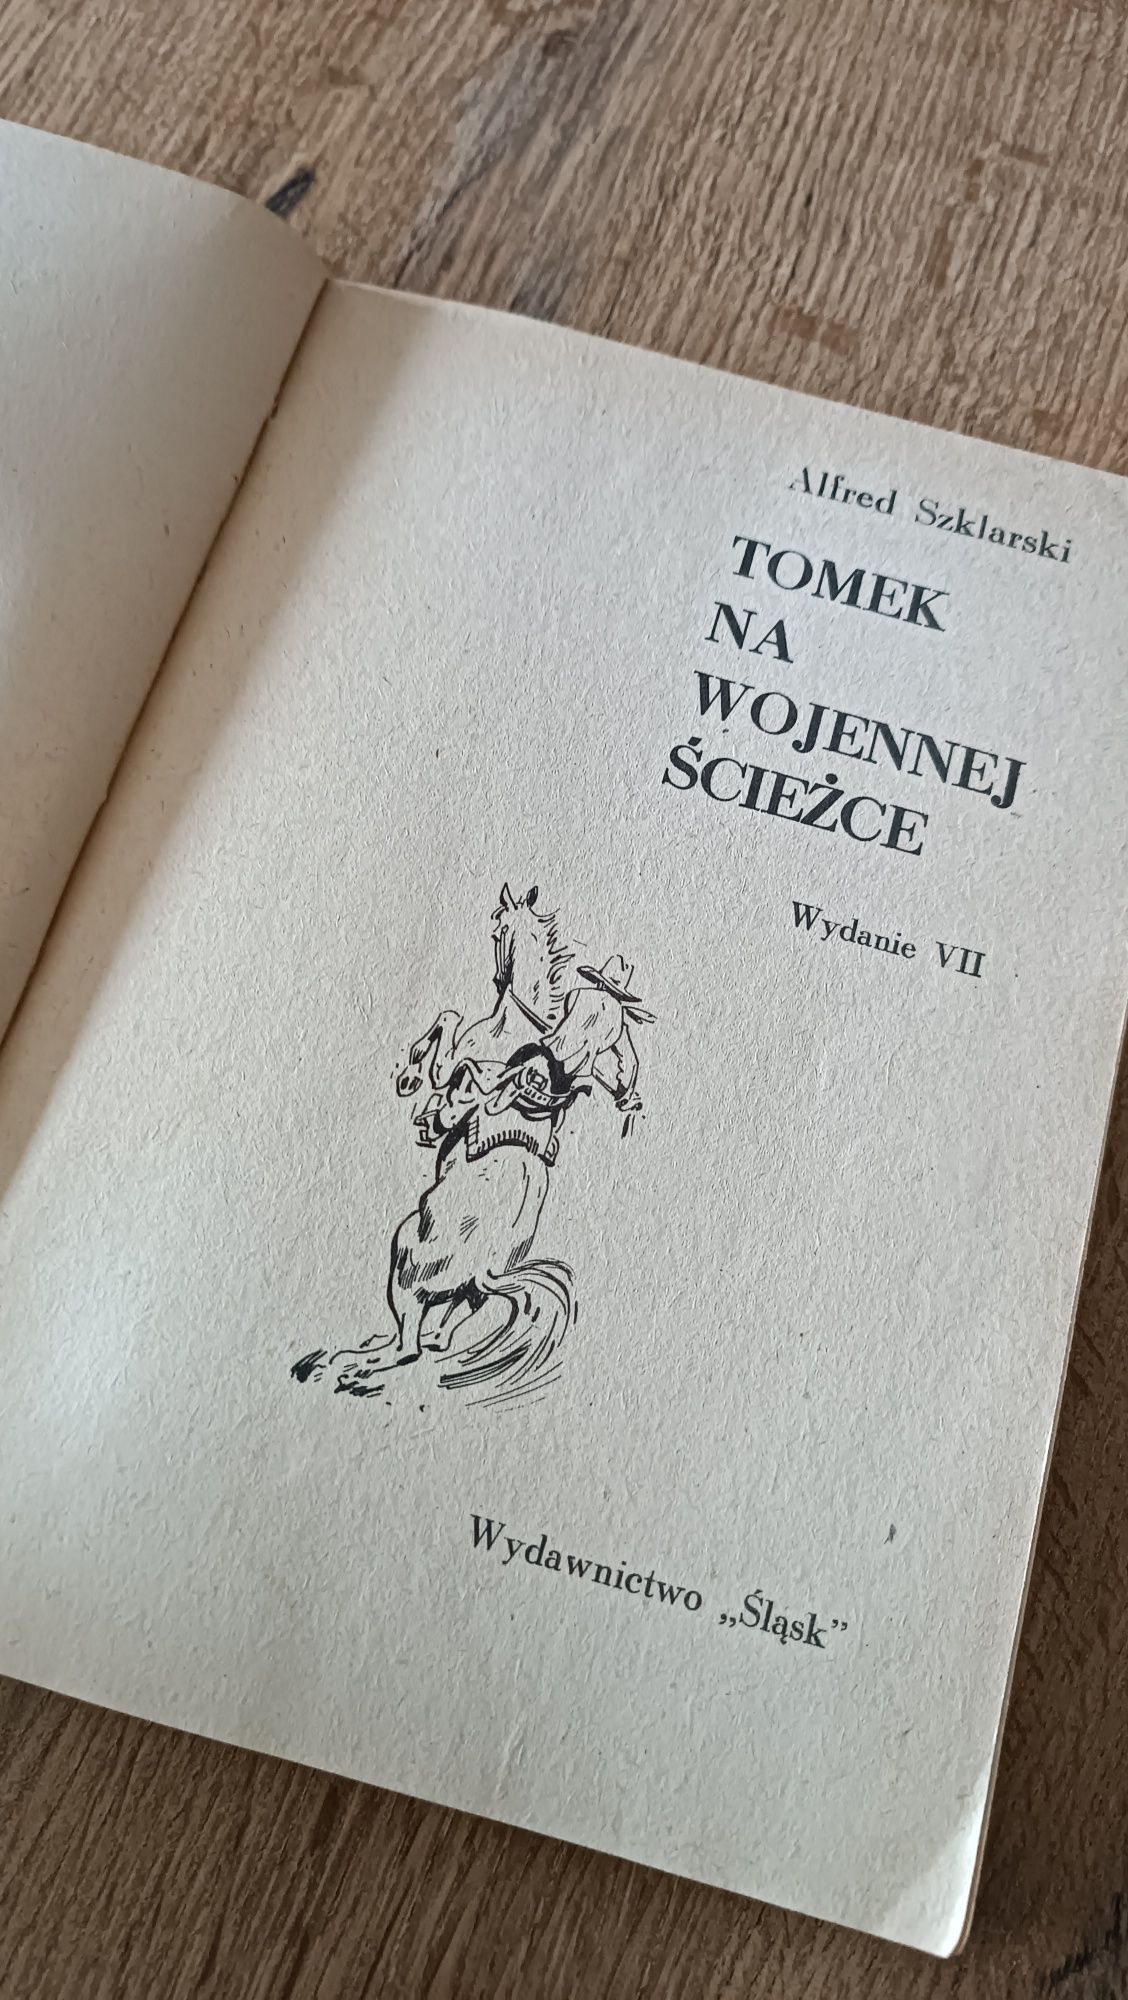 Alfred Szklarski
TOMEK
NA
WOJENNEJ
ŚCIEŻCE
Wydanie VII
Wydawnictwo „Śląsk”